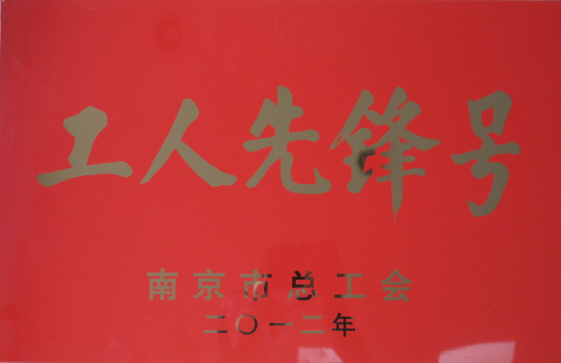 工人先锋号
南京市总工会
二〇一二年